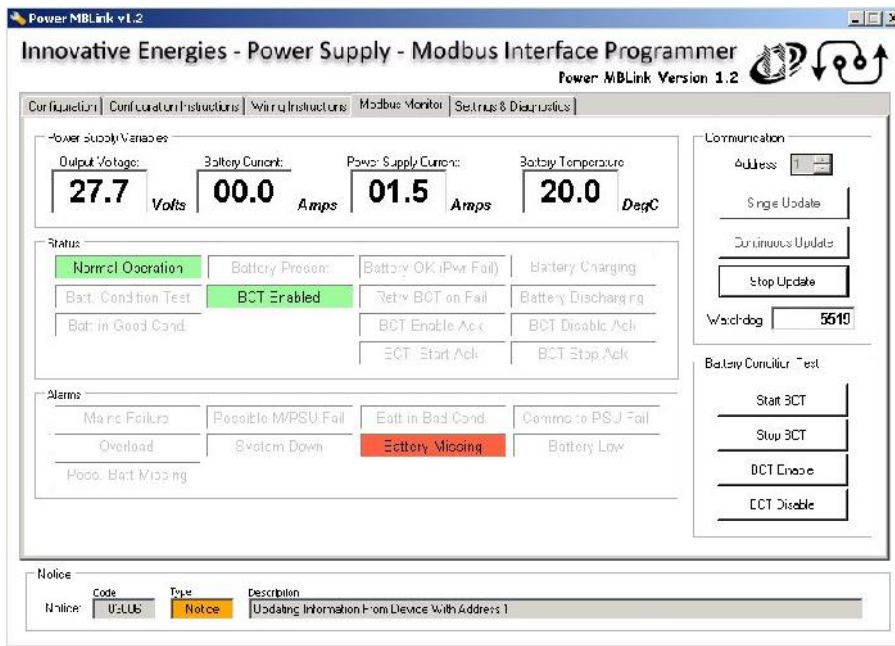 Power MBLink v1.2
Innovative Energies - Power Supply - Modbus Interface Programmer
Power MBLink Version 1.2
Configuration Configuration Instructions Wiring Instructions Modbus Monitor Settings & Diagnostics
Power Supply Variables
Output Voltage: Battery Current: Power Supply Current: Battery Temperature
27.7 Volts 00.0 Amps 01.5 Amps 20.0 DegC
Status
Normal Operation Battery Present Battery OK (Pwr Fail) Battery Charging
Batt. Condition Test BCT Enabled Retry BCT on Fail Battery Discharging
Batt in Good Cond. BCT Enable Ack BCT Disable Ack
BCT Start Ack BCT Stop Ack
Alarms
Mains Failure Possible M/PSU Fail Batt in Bad Cond. Comms to PSU Fail
Overload System Down Battery Missing Battery Low
Poss. Batt Missing
Communication
Address 1
Single Update
Continuous Update
Stop Update
Watchdog 5519
Battery Condition Test
Start BCT
Stop BCT
BCT Enable
BCT Disable
Notice
Code Type Description
Notice: Notice Updating Information From Device With Address 1